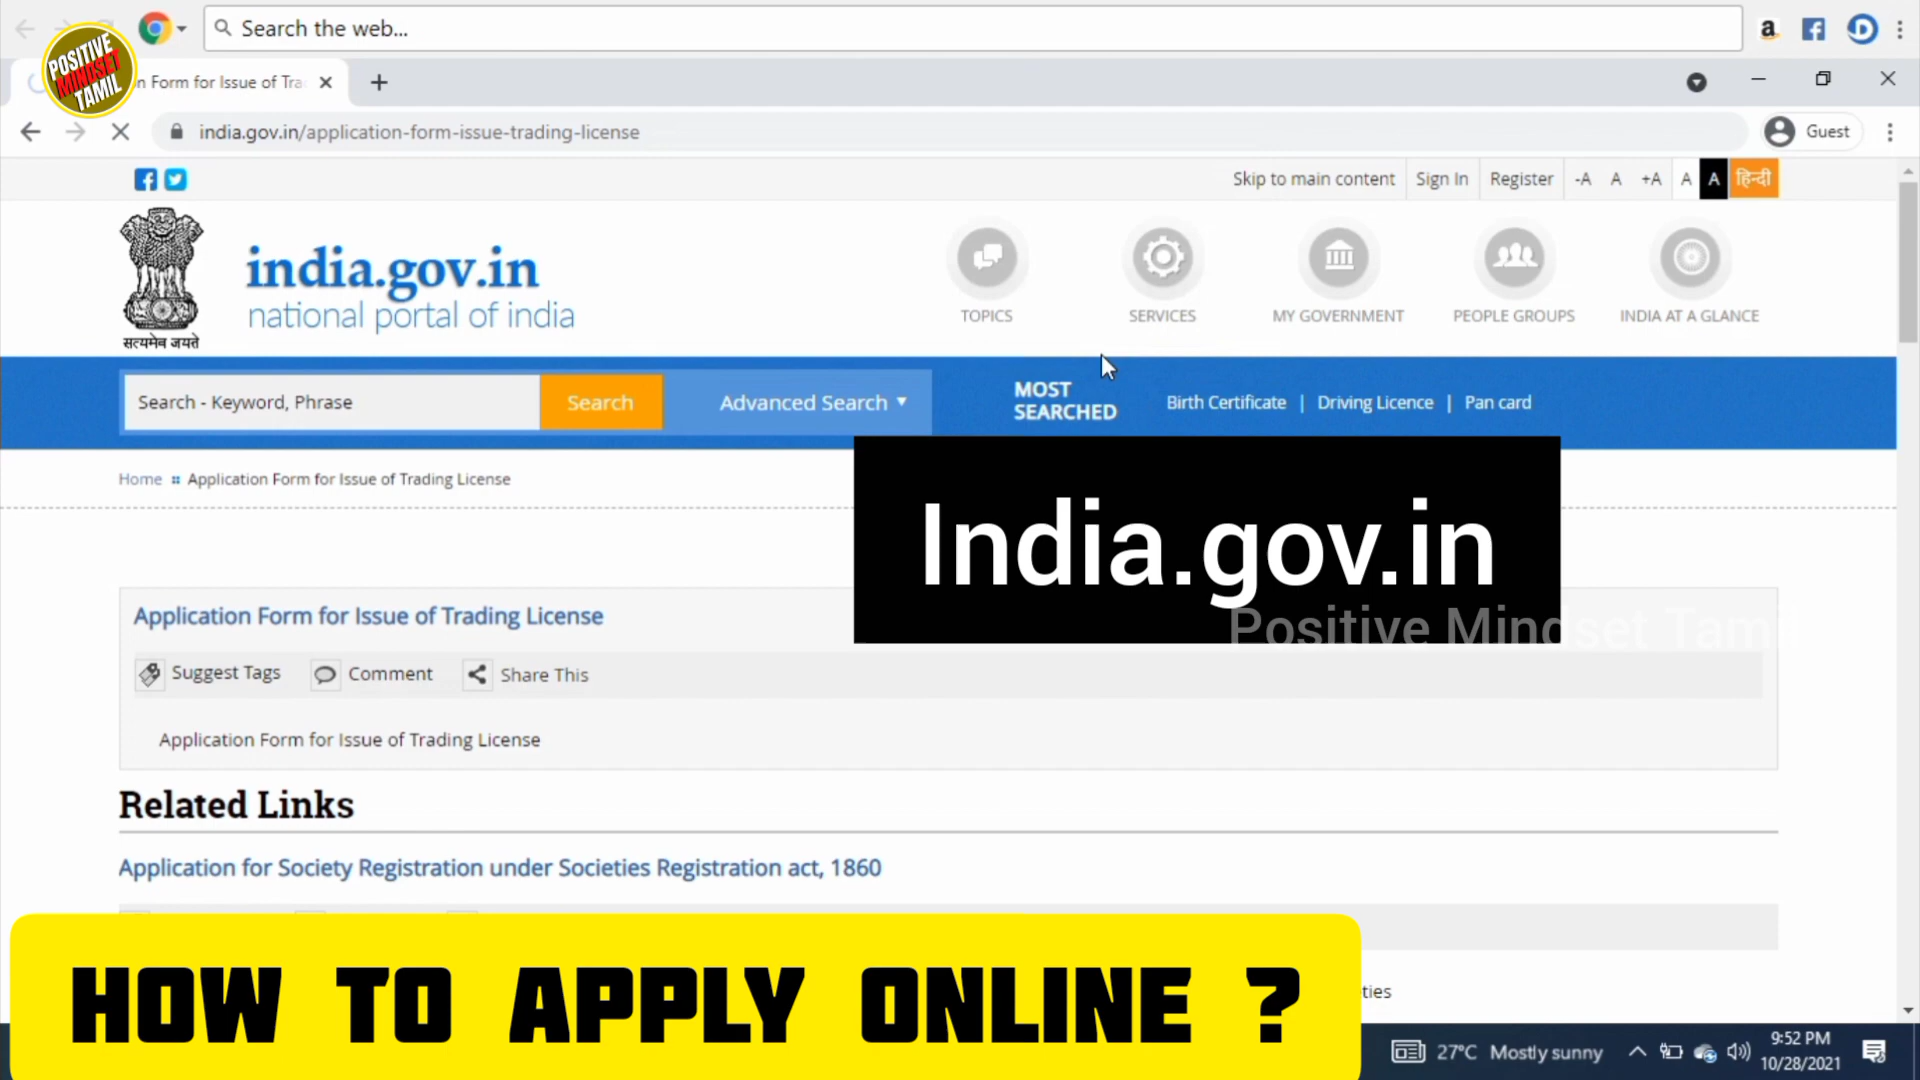 Search the web...
POSITIVE
MINDSET
TAMIL
n Form for Issue of Tra
india.gov.in/application-form-issue-trading-license
Guest
Skip to main content
Sign In
Register
-A
A
+A
A
A
हिन्दी
सत्यमेव जयते
india.gov.in
national portal of india
TOPICS
SERVICES
MY GOVERNMENT
PEOPLE GROUPS
INDIA AT A GLANCE
Search - Keyword, Phrase
Search
Advanced Search
MOST
SEARCHED
Birth Certificate | Driving Licence | Pan card
Home Application Form for Issue of Trading License
India.gov.in
Positive Mindset Tamil
Application Form for Issue of Trading License
Suggest Tags
Comment
Share This
Application Form for Issue of Trading License
Related Links
Application for Society Registration under Societies Registration act, 1860
ties
HOW TO APPLY ONLINE ?
27°C Mostly sunny
9:52 PM
10/28/2021